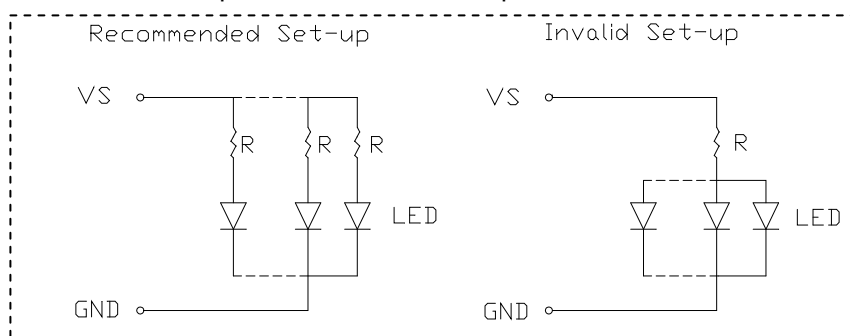 Recommended Set-up
Invalid Set-up
VS
R
R
R
LED
GND
VS
R
LED
GND